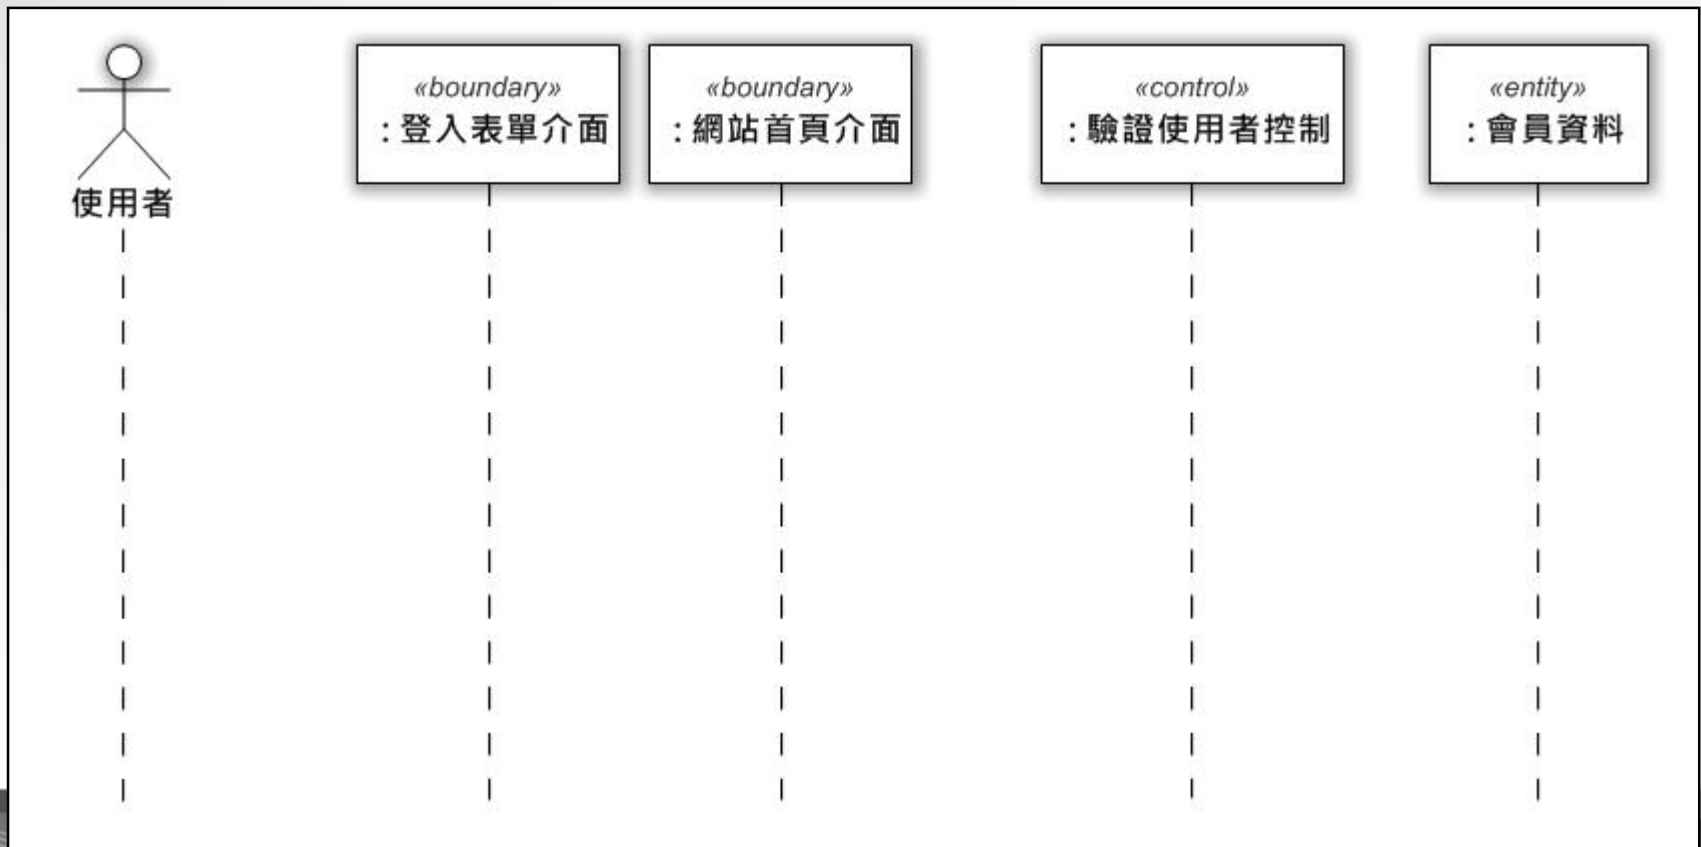 使用者
«boundary»
: 登入表單介面
«boundary»
: 網站首頁介面
«control»
: 驗證使用者控制
«entity»
: 會員資料